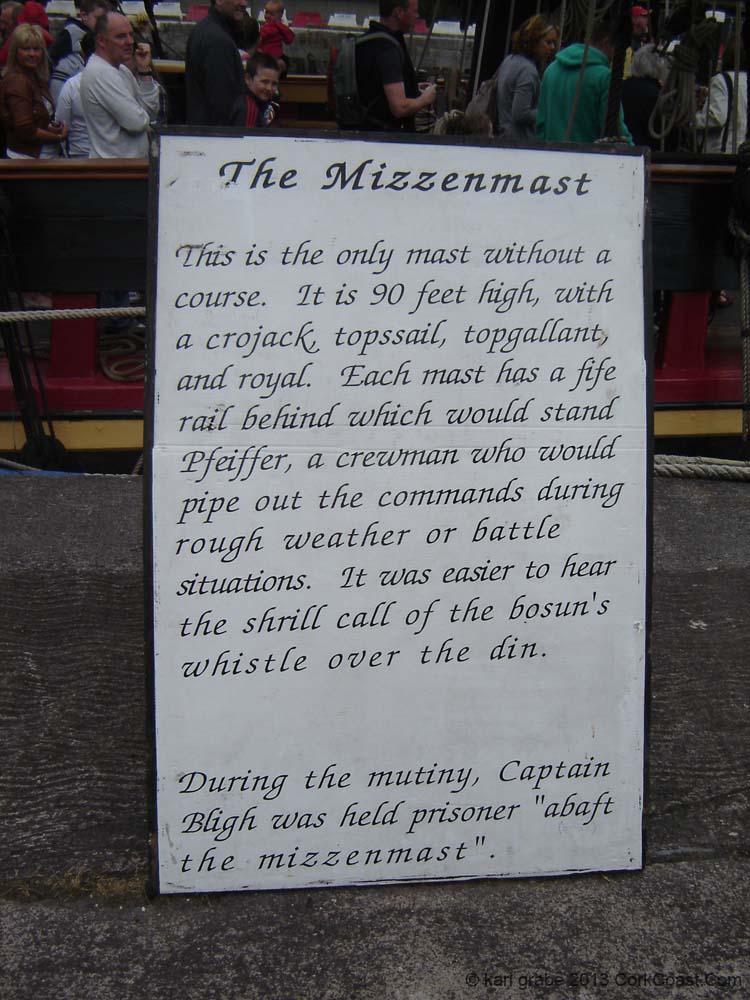 The Mizzenmast
This is the only mast without a
course. It is 90 feet high, with
a crojack, topssail, topgallant,
and royal. Each mast has a fife
rail behind which would stand
Pfeiffer, a crewman who would
pipe out the commands during
rough weather or battle
situations. It was easier to hear
the shrill call of the bosun's
whistle over the din.
During the mutiny, Captain
Bligh was held prisoner "abaft
the mizzenmast".
© karl grabe 2013 CorkCoast.Com